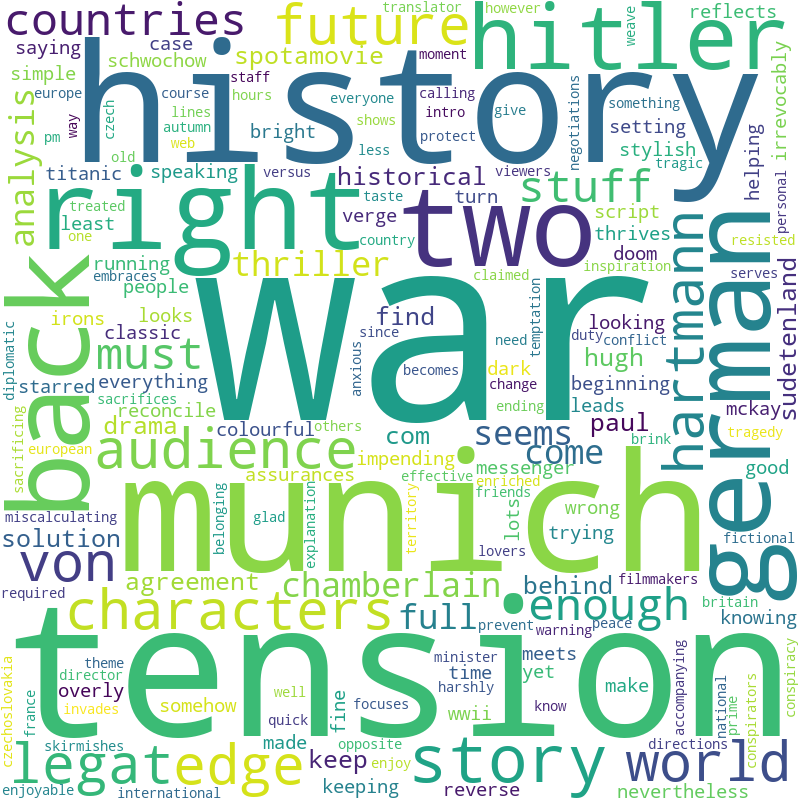 countries
translator
however
future
hitler
weave
reflects
saying
case
schwochow
spotamovie
staff
moment
calling
simple
europe
course
hours
everyone
intro
give
negotiations
something
irrevocably
analysis
way
czech
lines
autumn
web
shows
protect
setting
history
pm
old
bright
less
viewers
stylish
tragic
helping
personal
titanic
speaking
versus
historical
taste
turn
stuff
script
treated
least
one
right
verge
two
country
thrives
resisted
running
embraces
thriller
claimed
inspiration
doom
serves
people
back
irons
looks
classic
war
find
since
need
temptation
duty
looking
conflict
hartmann
german
sudetenland
diplomatic
must
anxious
becomes
change
dark
hugh
starred
everything
sacrifices
beginning
reconcile
drama
colourful
others
ending
leads
paul
mckay
brink
tragedy
sacrificing
european
audience
com
seems
come
impending
assurances
effective
messenger
enriched
friends
good
miscalculating
munich
belonging
glad
explanation
territory
lots
wrong
trying
fictional
solution
von
lovers
agreement
chamberlain
behind
filmmakers
required
characters
full
enough
britain
knowing
prevent
warning
peace
tension
czechoslovakia
theme
director
overly
invades
france
somehow
well
quick
fine
focuses
minister
harshly
time
meets
yet
know
wwii
make
accompanying
national
prime
conspiracy
conspirators
skirmishes
legat
edge
made
opposite
enjoy
keep
keeping
story
reverse
world
directions
nevertheless
enjoyable
international